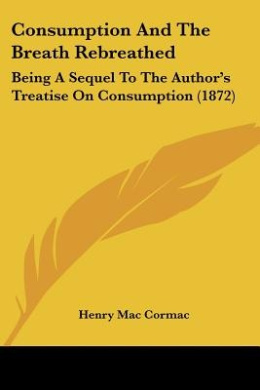 Consumption And The
Breath Rebreathed
Being A Sequel To The Author's
Treatise On Consumption (1872)
Henry Mac Cormac